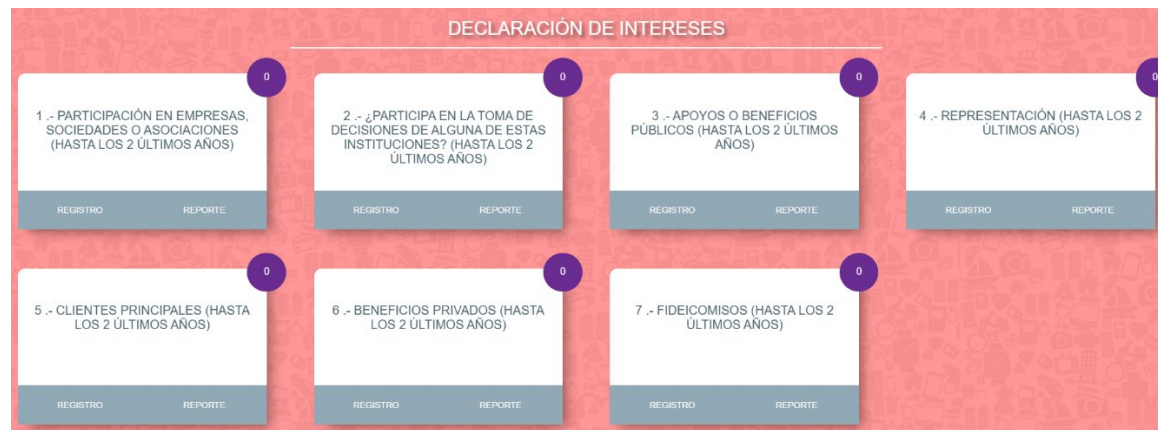 DECLARACIÓN DE INTERESES
0
1 .- PARTICIPACIÓN EN EMPRESAS,
SOCIEDADES O ASOCIACIONES
(HASTA LOS 2 ÚLTIMOS AÑOS)
REGISTRO REPORTE
0
2 .- ¿PARTICIPA EN LA TOMA DE
DECISIONES DE ALGUNA DE ESTAS
INSTITUCIONES? (HASTA LOS 2
ÚLTIMOS AÑOS)
REGISTRO REPORTE
0
3 .- APOYOS O BENEFICIOS
PÚBLICOS (HASTA LOS 2 ÚLTIMOS
AÑOS)
REGISTRO REPORTE
0
4 .- REPRESENTACIÓN (HASTA LOS 2
ÚLTIMOS AÑOS)
REGISTRO REPORTE
0
5 .- CLIENTES PRINCIPALES (HASTA
LOS 2 ÚLTIMOS AÑOS)
REGISTRO REPORTE
0
6 .- BENEFICIOS PRIVADOS (HASTA
LOS 2 ÚLTIMOS AÑOS)
REGISTRO REPORTE
0
7 .- FIDEICOMISOS (HASTA LOS 2
ÚLTIMOS AÑOS)
REGISTRO REPORTE